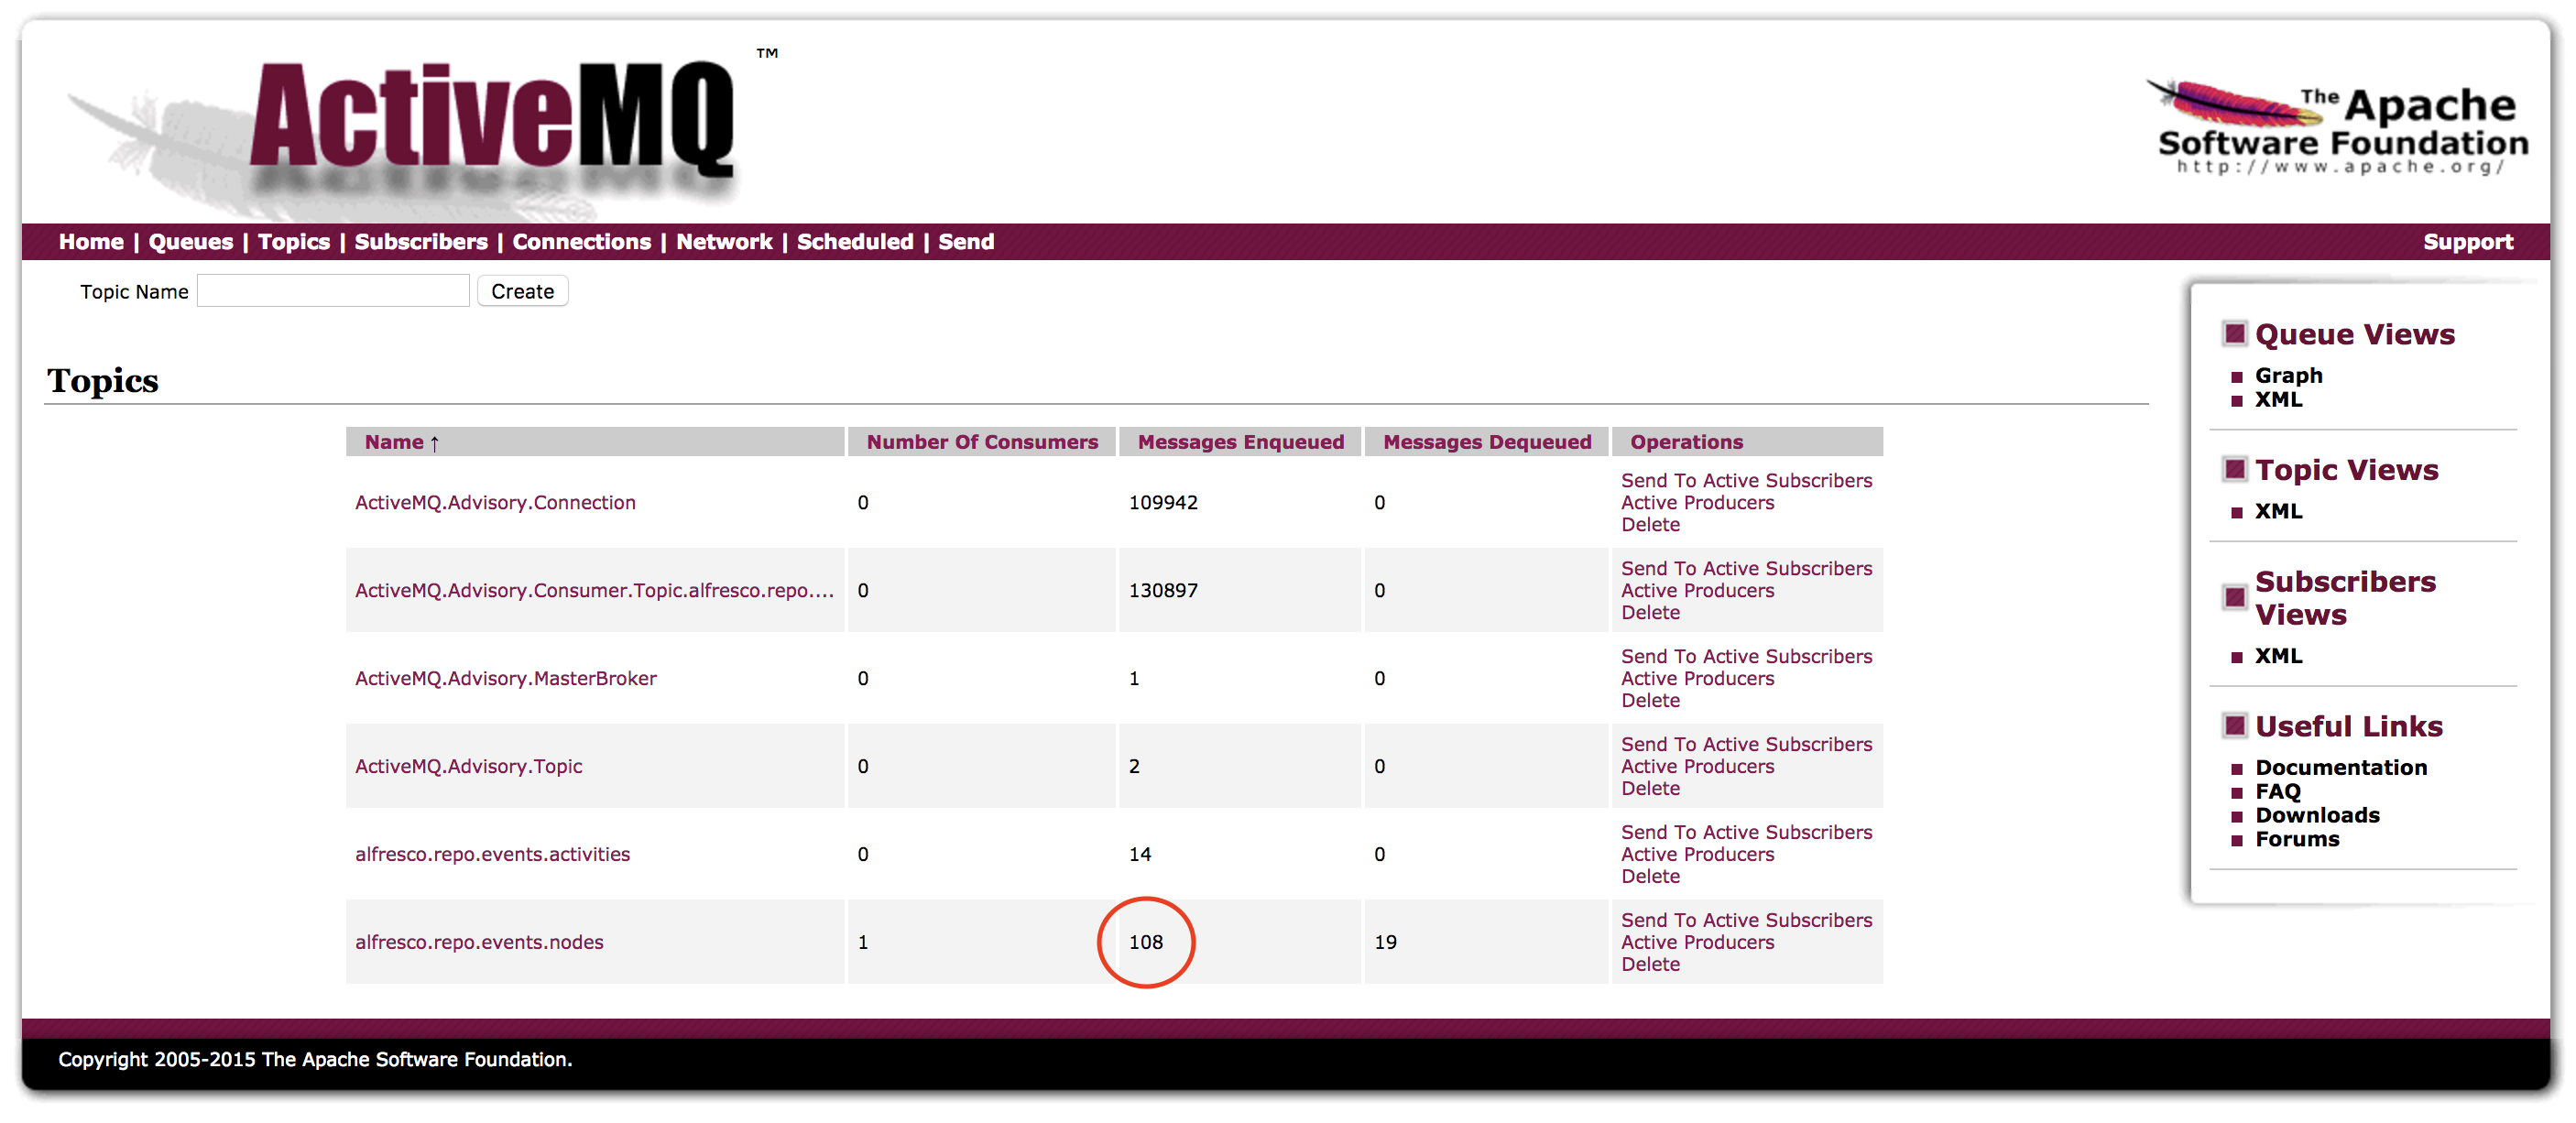 ActiveMQ™
The Apache
Software Foundation
http://www.apache.org/
Home | Queues | Topics | Subscribers | Connections | Network | Scheduled | Send
Support
Topic Name Create
Topics
Name ↑ Number Of Consumers Messages Enqueued Messages Dequeued Operations
ActiveMQ.Advisory.Connection 0 109942 0 Send To Active Subscribers
Active Producers
Delete
ActiveMQ.Advisory.Consumer.Topic.alfresco.repo.... 0 130897 0 Send To Active Subscribers
Active Producers
Delete
ActiveMQ.Advisory.MasterBroker 0 1 0 Send To Active Subscribers
Active Producers
Delete
ActiveMQ.Advisory.Topic 0 2 0 Send To Active Subscribers
Active Producers
Delete
alfresco.repo.events.activities 0 14 0 Send To Active Subscribers
Active Producers
Delete
alfresco.repo.events.nodes 1 108 19 Send To Active Subscribers
Active Producers
Delete
Queue Views
Graph
XML
Topic Views
XML
Subscribers
Views
XML
Useful Links
Documentation
FAQ
Downloads
Forums
Copyright 2005-2015 The Apache Software Foundation.